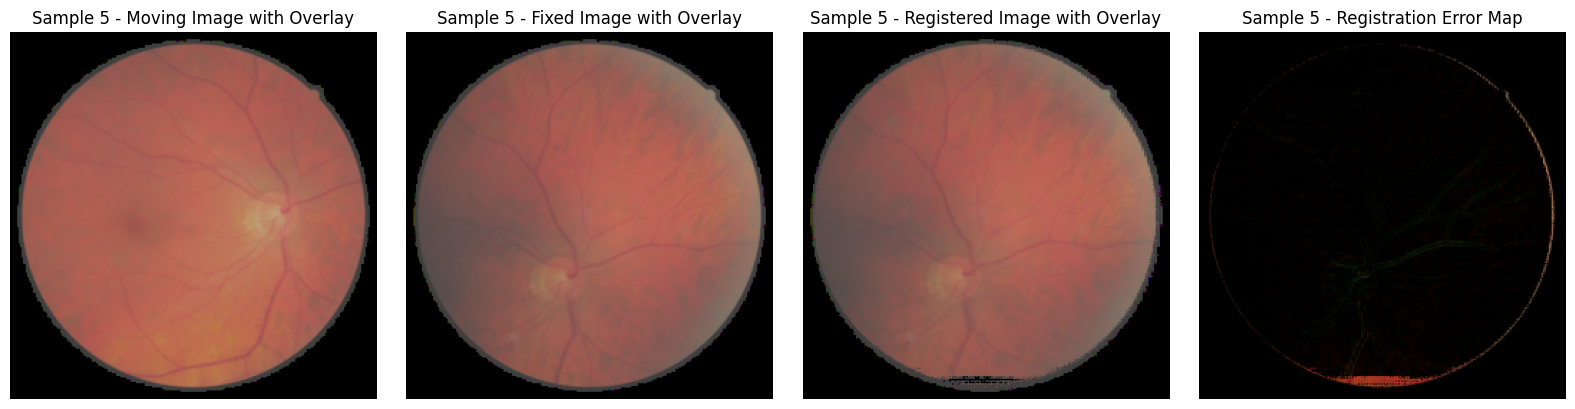 Sample 5 - Moving Image with Overlay
Sample 5 - Fixed Image with Overlay
Sample 5 - Registered Image with Overlay
Sample 5 - Registration Error Map